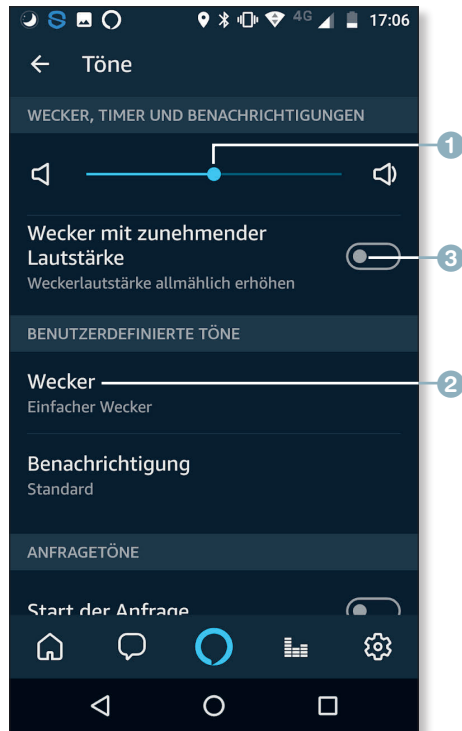 4G 17:06
Töne
WECKER, TIMER UND BENACHRICHTIGUNGEN
1
Wecker mit zunehmender
Lautstärke
3
Weckerlautstärke allmählich erhöhen
BENUTZERDEFINIERTE TÖNE
Wecker
2
Einfacher Wecker
Benachrichtigung
Standard
ANFRAGETÖNE
Start der Anfrage